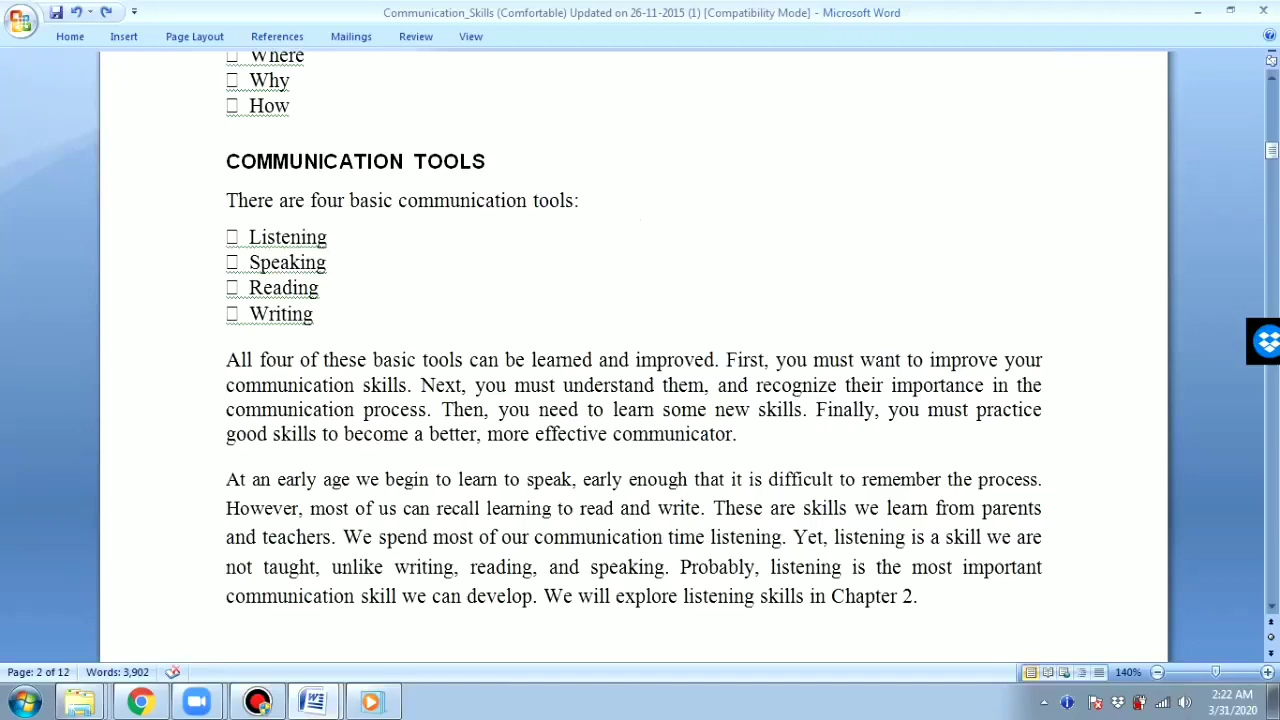 Communication_Skills (Comfortable) Updated on 26-11-2015 (1) [Compatibility Mode] - Microsoft Word
Home Insert Page Layout References Mailings Review View
Where
Why
How
COMMUNICATION TOOLS
There are four basic communication tools:
Listening
Speaking
Reading
Writing
All four of these basic tools can be learned and improved. First, you must want to improve your
communication skills. Next, you must understand them, and recognize their importance in the
communication process. Then, you need to learn some new skills. Finally, you must practice
good skills to become a better, more effective communicator.
At an early age we begin to learn to speak, early enough that it is difficult to remember the process.
However, most of us can recall learning to read and write. These are skills we learn from parents
and teachers. We spend most of our communication time listening. Yet, listening is a skill we are
not taught, unlike writing, reading, and speaking. Probably, listening is the most important
communication skill we can develop. We will explore listening skills in Chapter 2.
Page: 2 of 12 Words: 3,902 140%
2:22 AM
3/31/2020